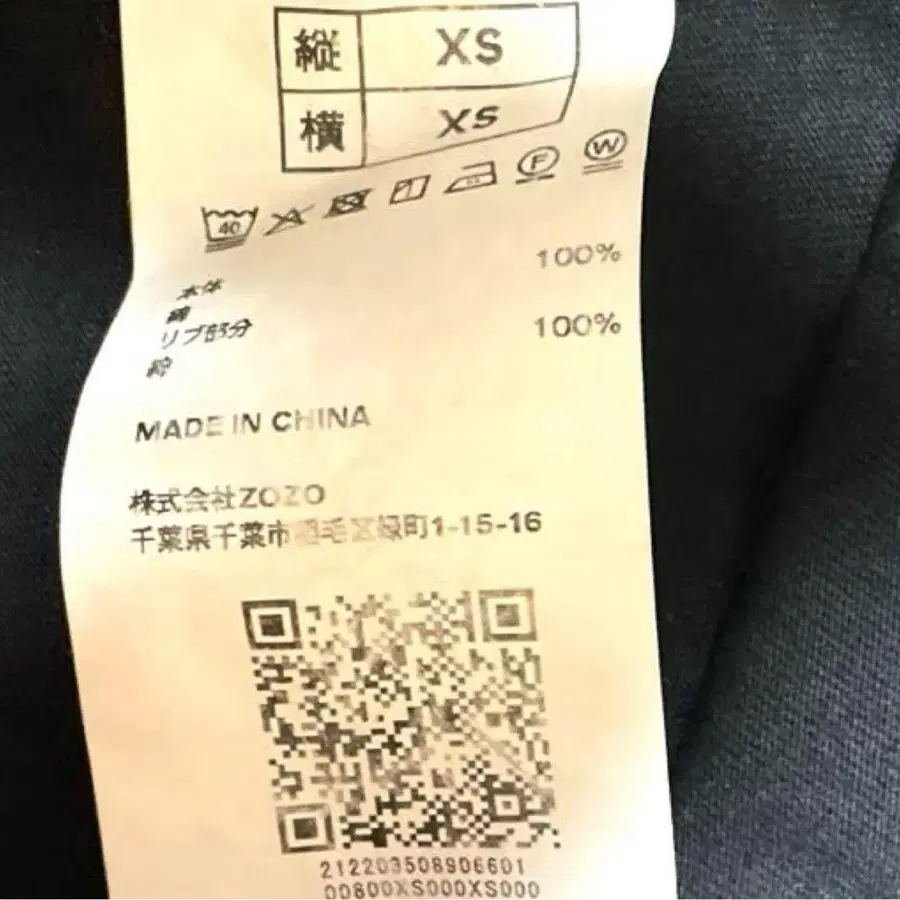 縦 XS
横 XS
40 F W
本体
綿 100%
リブ部分
綿 100%
MADE IN CHINA
株式会社ZOZO
千葉県千葉市稲毛区緑町1-15-16
212203508906601
00800XS000XS000